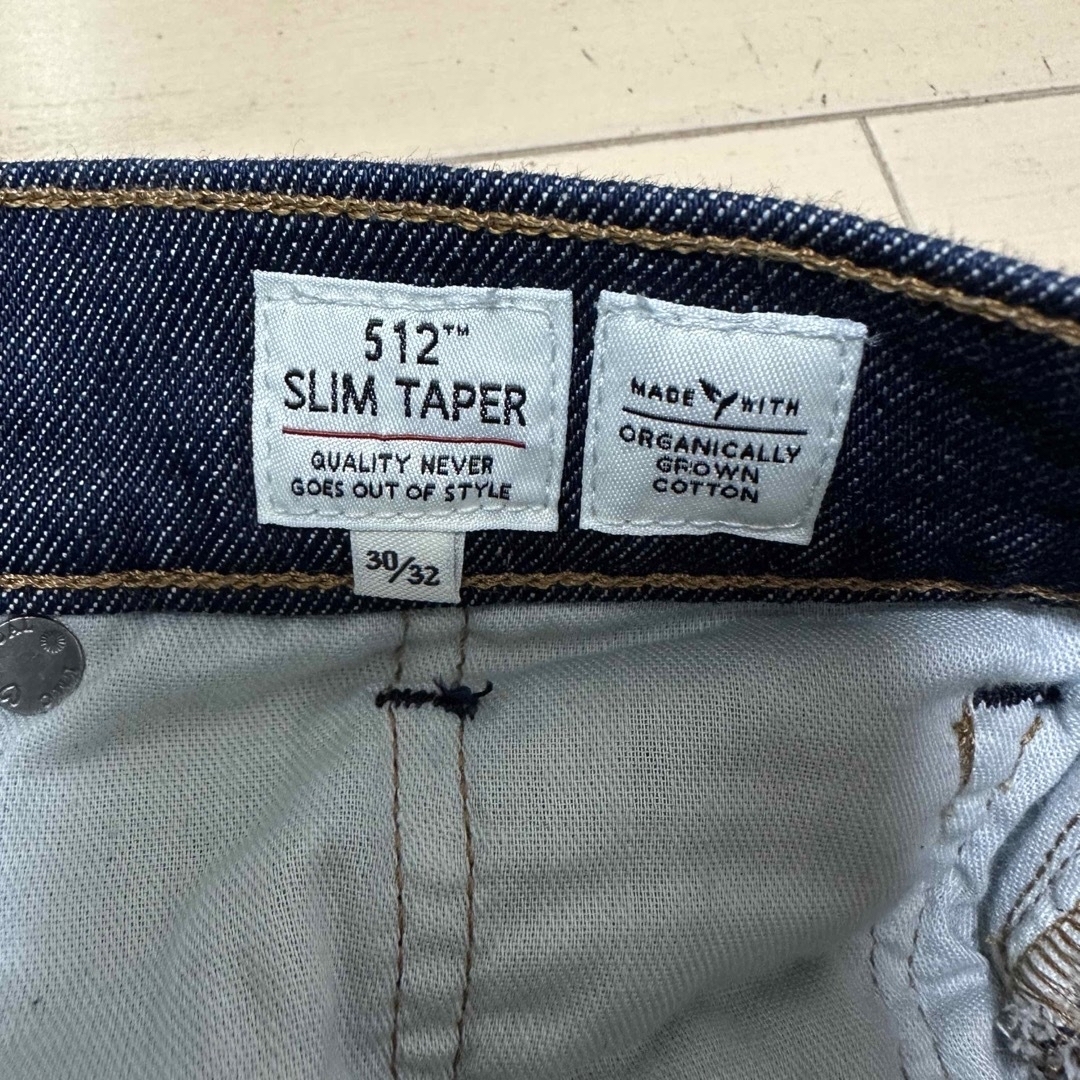 512™
SLIM TAPER
QUALITY NEVER
GOES OUT OF STYLE
30/32
MADE WITH
ORGANICALLY
GROWN
COTTON